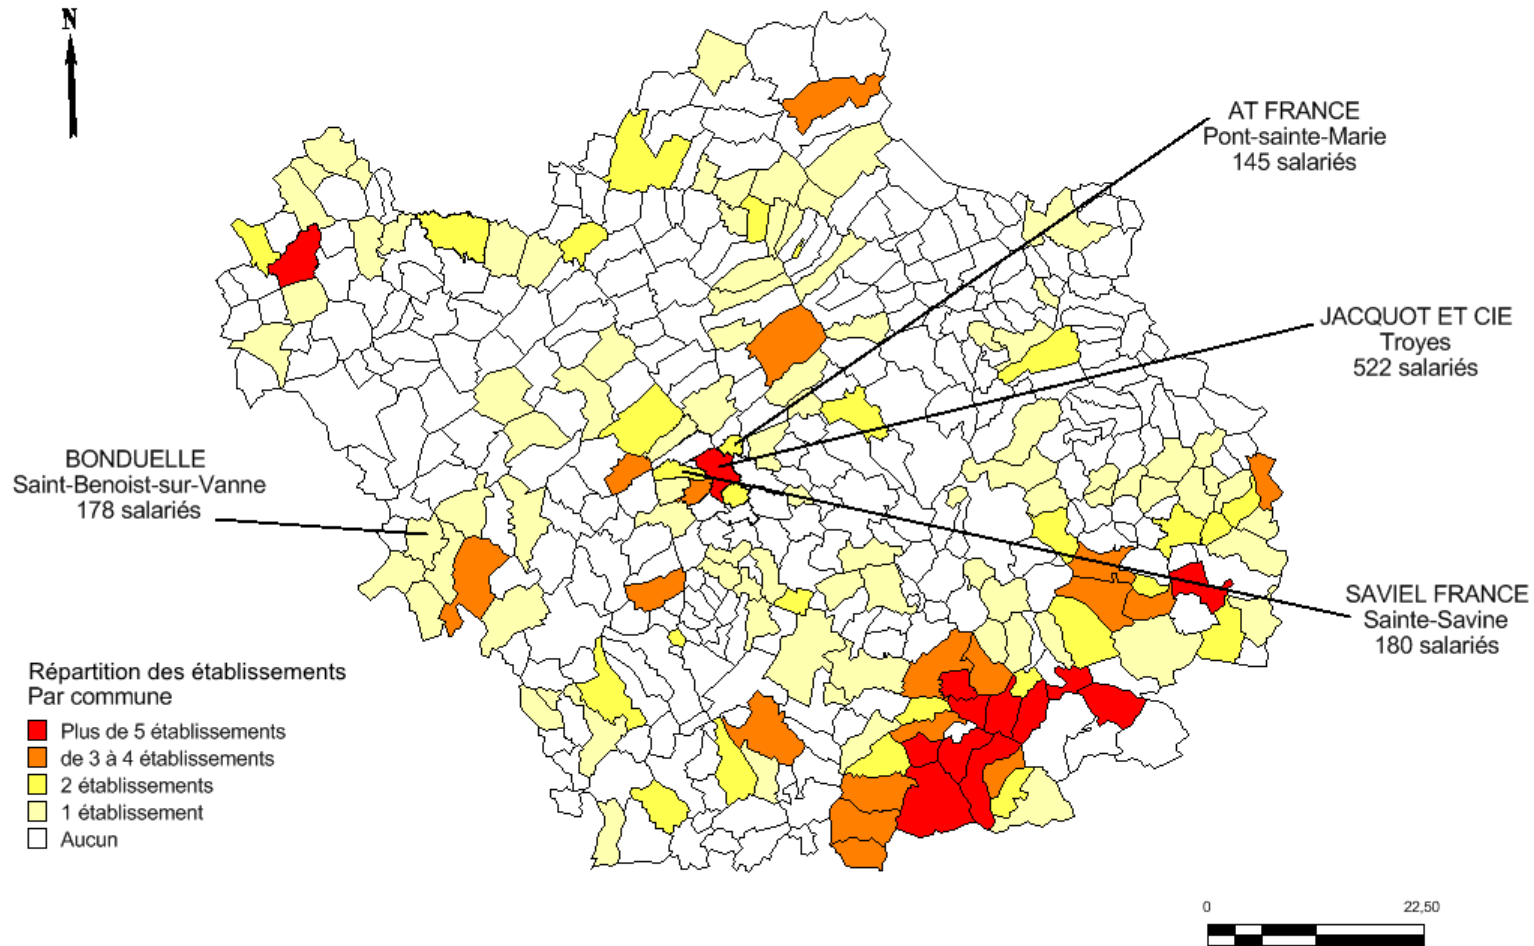 N
AT FRANCE
Pont-sainte-Marie
145 salariés
JACQUOT ET CIE
Troyes
522 salariés
BONDUELLE
Saint-Benoist-sur-Vanne
178 salariés
SAVIEL FRANCE
Sainte-Savine
180 salariés
Répartition des établissements
Par commune
Plus de 5 établissements
de 3 à 4 établissements
2 établissements
1 établissement
Aucun
0 22,50